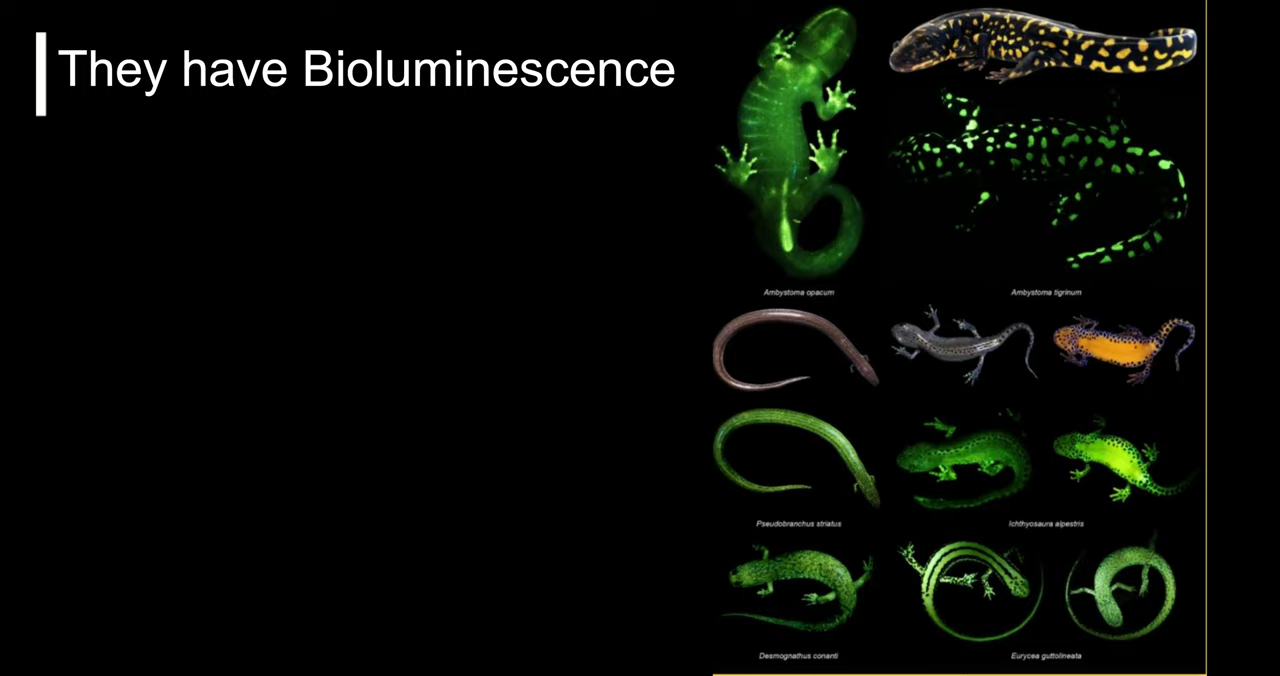 They have Bioluminescence
Ambystoma opacum
Ambystoma tigrinum
Pseudobranchus striatus
Ichthyosaura alpestris
Desmognathus conanti
Eurycea guttolineata